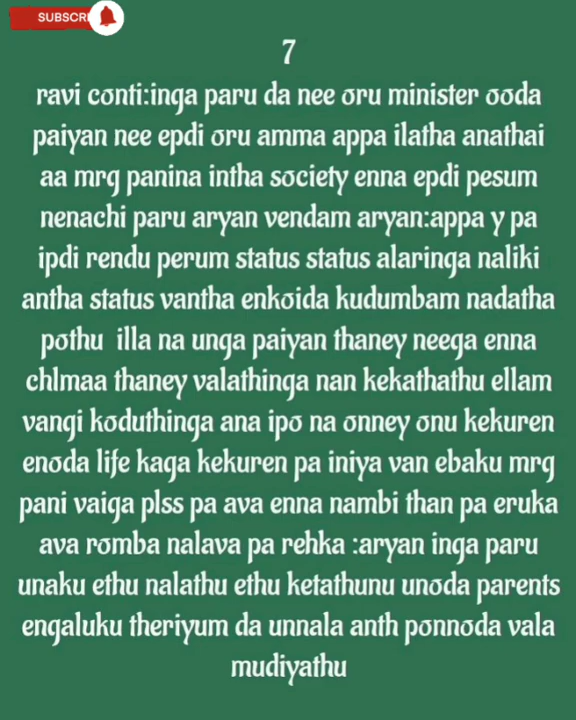 SUBSCRI
7
ravi conti:inga paru da nee oru minister ooda
paiyan nee epdi oru amma appa ilatha anathai
aa mrg panina intha society enna epdi pesum
nenachi paru aryan vendam aryan:appa y pa
ipdi rendu perum status status alaringa naliki
antha status vantha enkoida kudumbam nadatha
pothu illa na unga paiyan thaney neega enna
chlmaa thaney valathinga nan kekathathu ellam
vangi koduthinga ana ipo na onney onu kekuren
enoda life kaga kekuren pa iniya van ebaku mrg
pani vaiga plss pa ava enna nambi than pa eruka
ava romba nalava pa rehka :aryan inga paru
unaku ethu nalathu ethu ketathunu unoda parents
engaluku theriyum da unnala anth ponnoda vala
mudiyathu